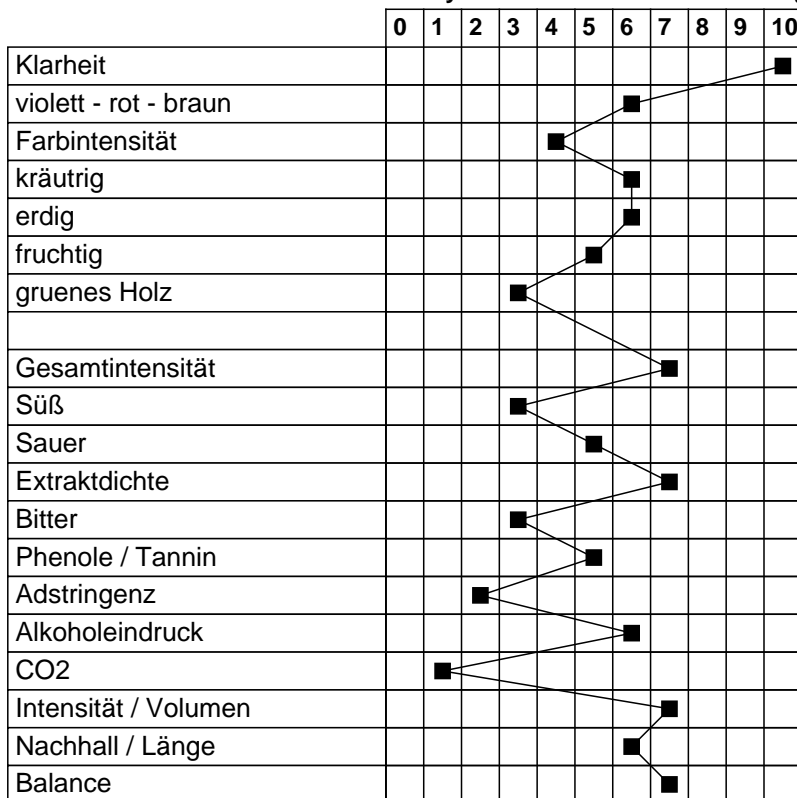 0 1 2 3 4 5 6 7 8 9 10
Klarheit
violett - rot - braun
Farbintensität
kräutrig
erdig
fruchtig
gruenes Holz
Gesamtintensität
Süß
Sauer
Extraktdichte
Bitter
Phenole / Tannin
Adstringenz
Alkoholeindruck
CO2
Intensität / Volumen
Nachhall / Länge
Balance